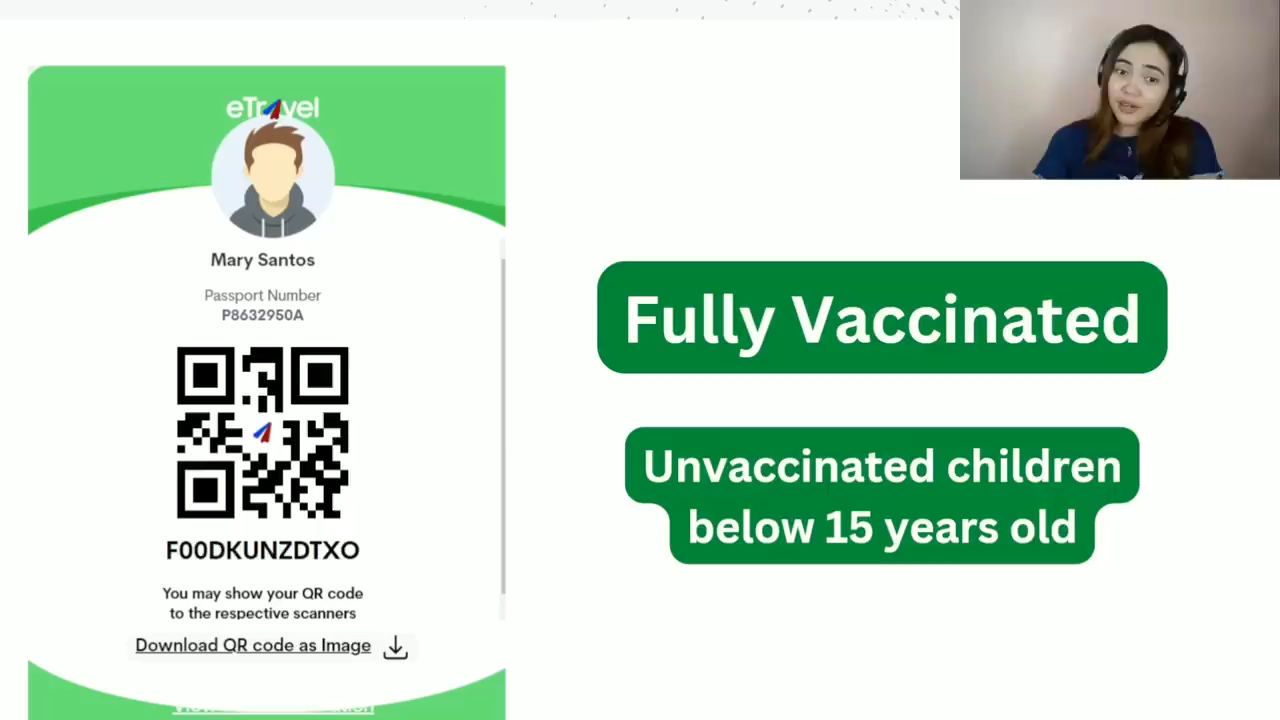 eTravel
Mary Santos
Passport Number
P8632950A
F00DKUNZDTXO
You may show your QR code
to the respective scanners
Download QR code as Image
Fully Vaccinated
Unvaccinated children
below 15 years old